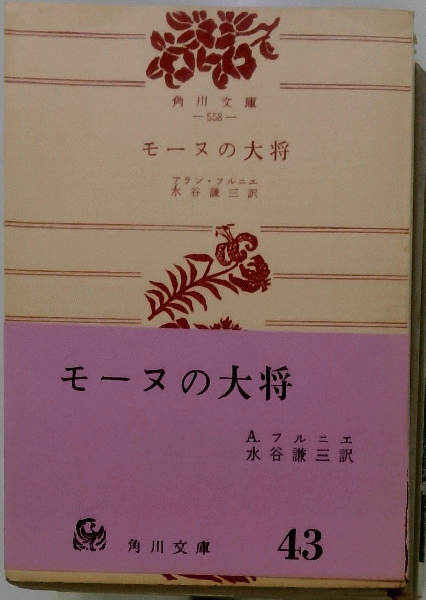 角川文庫
—558—
モーヌの大将
アラン・フルニエ
水谷謙三訳
モーヌの大将
A. フルニエ
水谷謙三訳
角川文庫
43